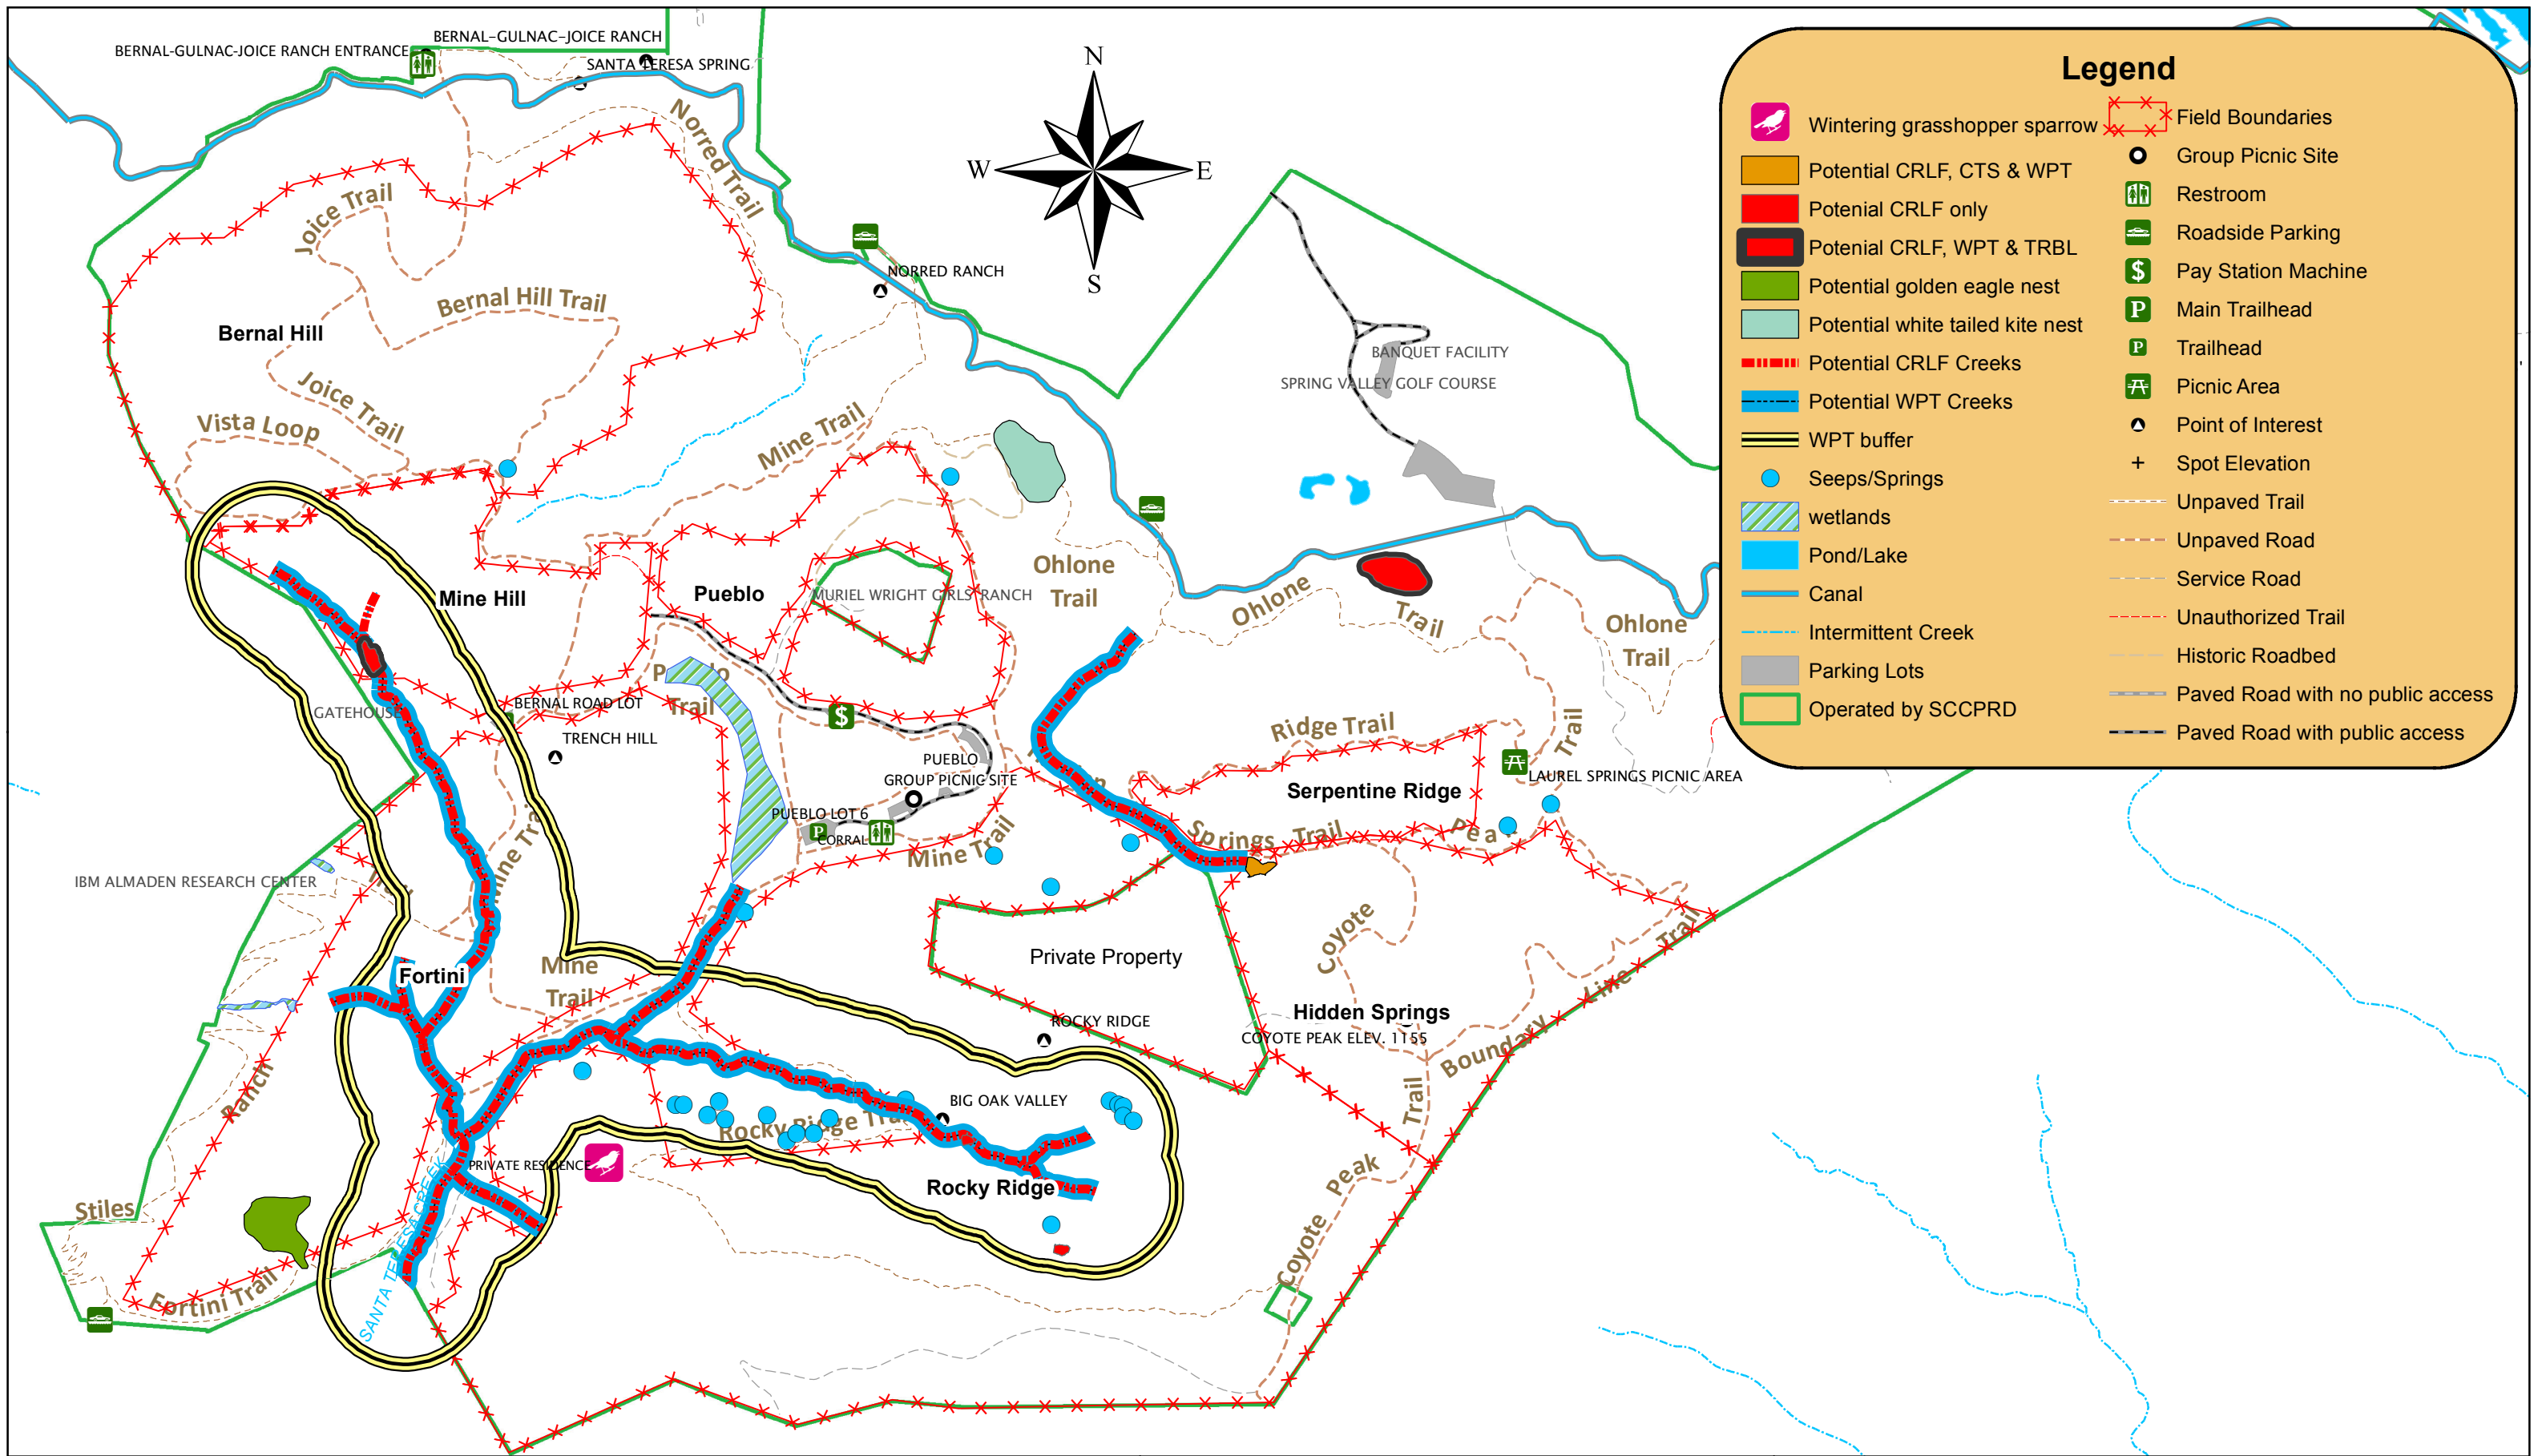 BERNAL-GULNAC-JOICE RANCH
BERNAL-GULNAC-JOICE RANCH ENTRANCE
SANTA TERESA SPRING
N
W
E
S
Norred Trail
NORRED RANCH
Joice Trail
Bernal Hill Trail
Bernal Hill
Joice Trail
Vista Loop
Mine Trail
BANQUET FACILITY
SPRING VALLEY GOLF COURSE
Mine Hill
Pueblo
MURIEL WRIGHT GIRLS RANCH
Ohlone
Trail
Ohlone
Trail
Ohlone
Trail
Trail
GATEHOUSE
BERNAL ROAD LOT
TRENCH HILL
Ridge Trail
Trail
PUEBLO
GROUP PICNIC SITE
Serpentine Ridge
LAUREL SPRINGS PICNIC AREA
PUEBLO LOT 6
CORRAL
Mine Trail
Springs Trail
IBM ALMADEN RESEARCH CENTER
Mine Trail
Trail
Fortini
Mine
Trail
Private Property
Coyote
Hidden Springs
COYOTE PEAK ELEV. 1155
Trail
Line
Boundary
Trail
ROCKY RIDGE
BIG OAK VALLEY
Ranch
Rocky Ridge Trail
PRIVATE RESIDENCE
Rocky Ridge
Peak
Coyote
Stiles
Fortini Trail
SANTA TERESA CREEK
Legend
Wintering grasshopper sparrow
Potential CRLF, CTS & WPT
Potenial CRLF only
Potenial CRLF, WPT & TRBL
Potential golden eagle nest
Potential white tailed kite nest
Potential CRLF Creeks
Potential WPT Creeks
WPT buffer
Seeps/Springs
wetlands
Pond/Lake
Canal
Intermittent Creek
Parking Lots
Operated by SCCPRD
Field Boundaries
Group Picnic Site
Restroom
Roadside Parking
$ Pay Station Machine
P Main Trailhead
P Trailhead
Picnic Area
Point of Interest
Spot Elevation
Unpaved Trail
Unpaved Road
Service Road
Unauthorized Trail
Historic Roadbed
Paved Road with no public access
Paved Road with public access